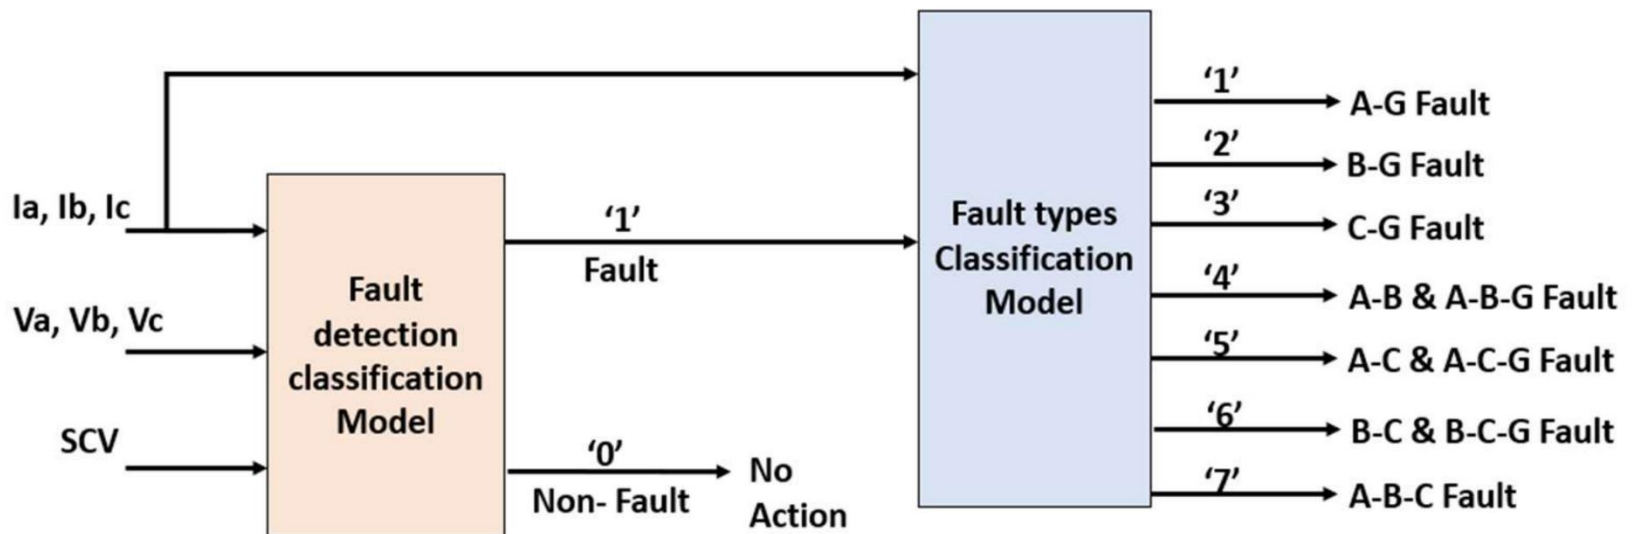 Ia, Ib, Ic
Va, Vb, Vc
SCV
Fault
detection
classification
Model
‘1’
Fault
‘0’
Non- Fault
No
Action
Fault types
Classification
Model
‘1’
A-G Fault
‘2’
B-G Fault
‘3’
C-G Fault
‘4’
A-B & A-B-G Fault
‘5’
A-C & A-C-G Fault
‘6’
B-C & B-C-G Fault
‘7’
A-B-C Fault